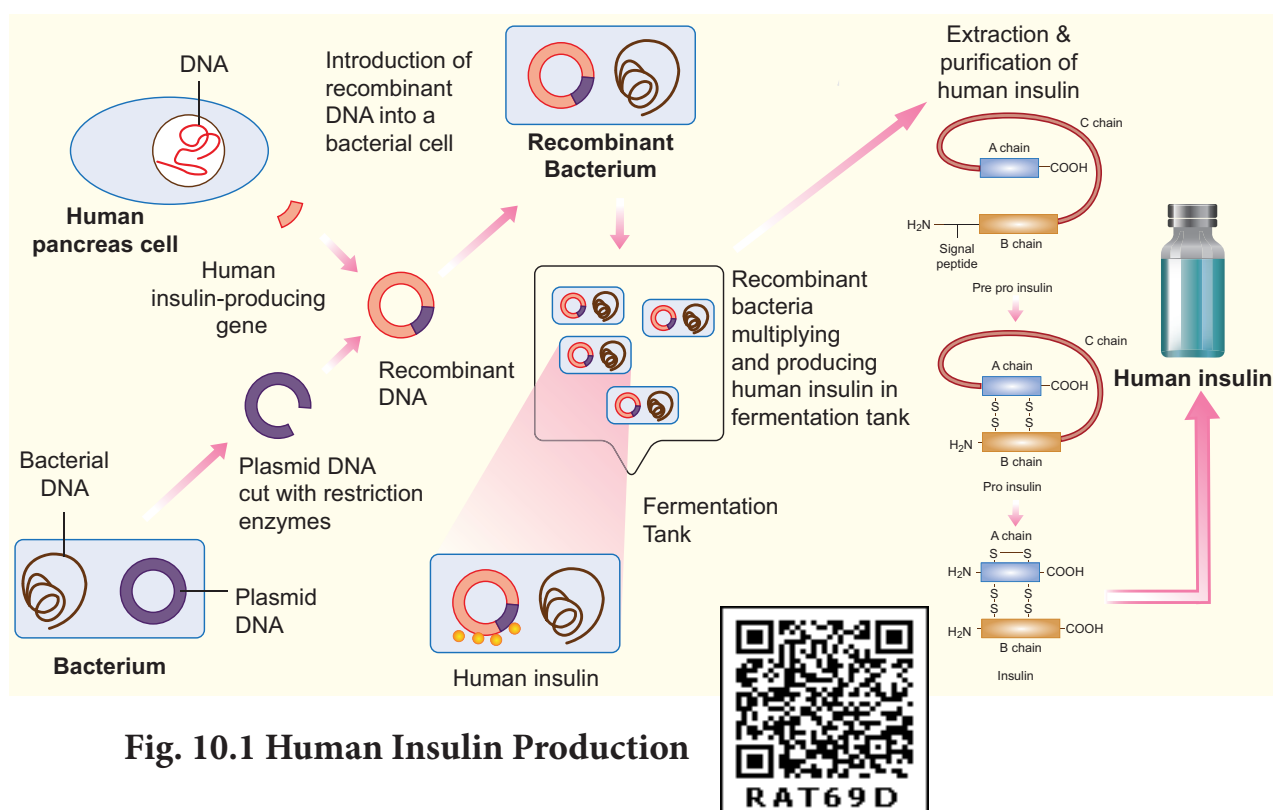 DNA
Human
pancreas cell
Introduction of
recombinant
DNA into a
bacterial cell
Human
insulin-producing
gene
Recombinant
DNA
Plasmid DNA
cut with restriction
enzymes
Bacterial
DNA
Plasmid
DNA
Bacterium
Recombinant
Bacterium
Recombinant
bacteria
multiplying
and producing
human insulin in
fermentation tank
Fermentation
Tank
Human insulin
Extraction &
purification of
human insulin
C chain
A chain
COOH
H₂N
Signal
peptide
B chain
Pre pro insulin
C chain
A chain
COOH
S S
S S
H₂N
B chain
Pro insulin
A chain
S S
H₂N COOH
S S
S S
H₂N COOH
B chain
Insulin
Human insulin
Fig. 10.1 Human Insulin Production
RAT69D